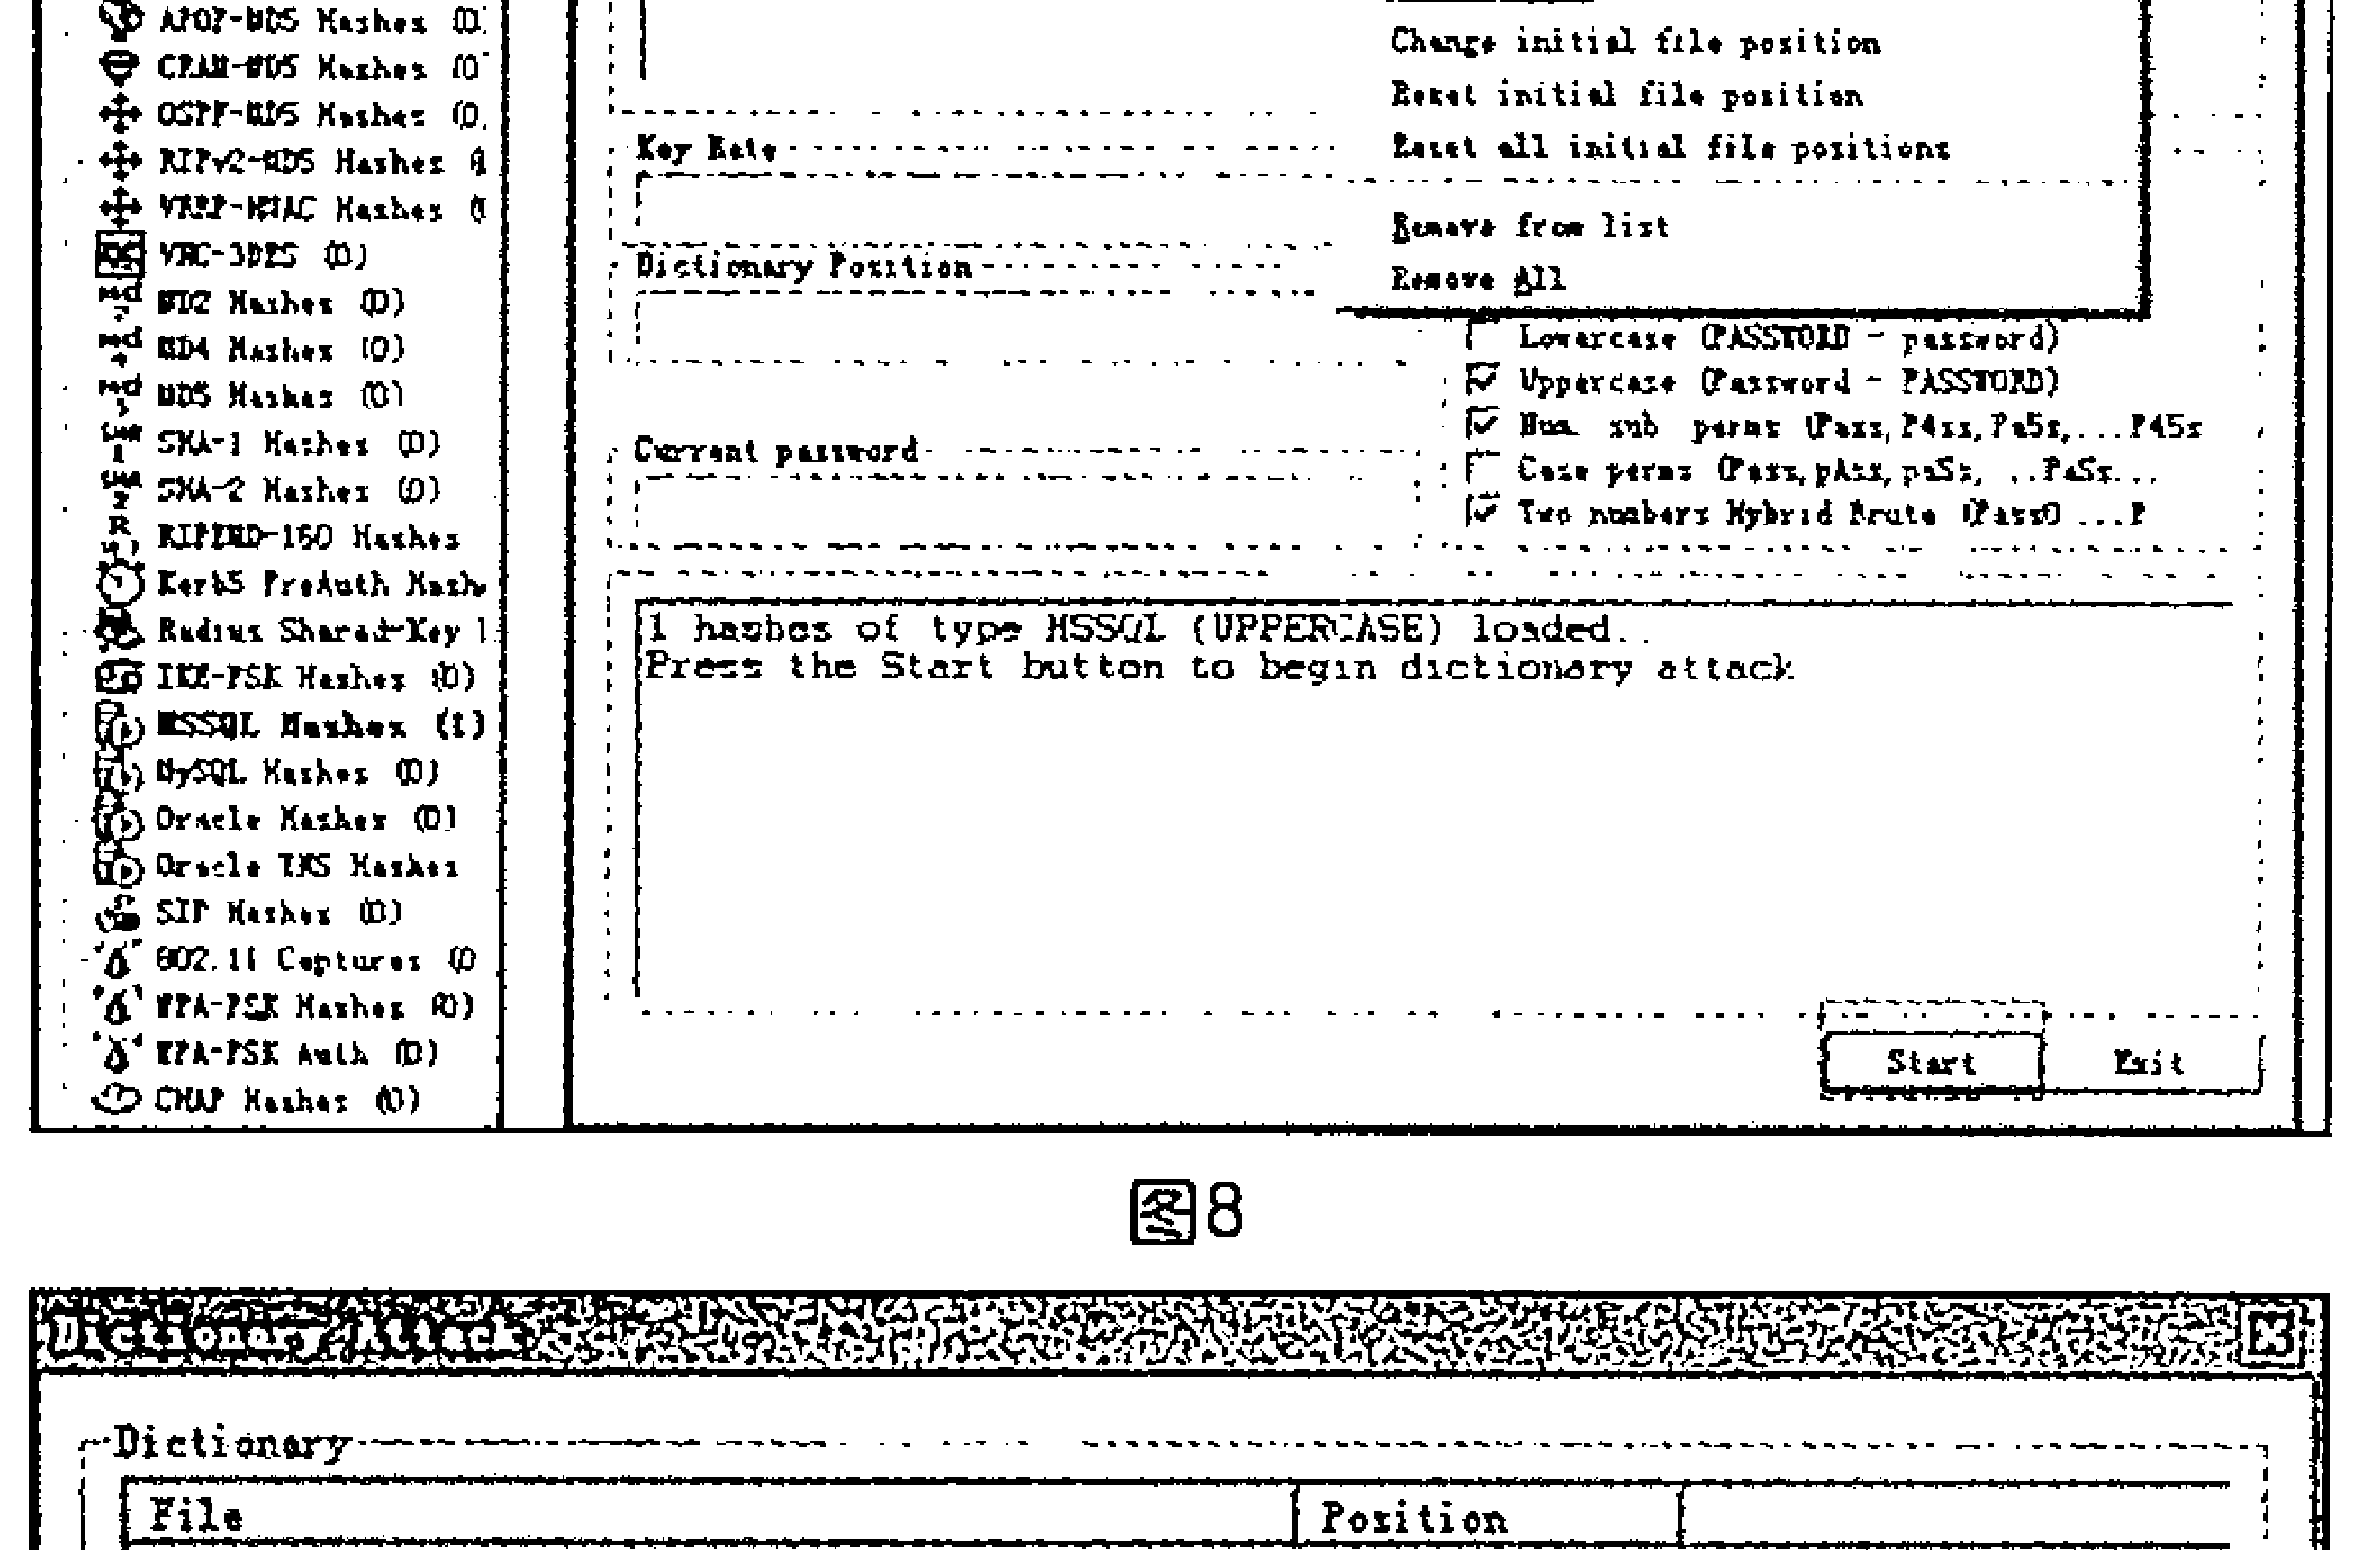 APOP-MD5 Hashes (0
CRAM-MD5 Hashes (0
OSPF-MD5 Hashes (0
RIPv2-MD5 Hashes (
VRRP-HMAC Hashes (
VNC-3DES (0)
MD2 Hashes (0)
MD4 Hashes (0)
MD5 Hashes (0)
SHA-1 Hashes (0)
SHA-2 Hashes (0)
RIPEMD-160 Hashes
Kerb5 PreAuth Hashe
Radius Shared-Key
IKE-PSK Hashes (0)
MSSQL Hashes (1)
MySQL Hashes (0)
Oracle Hashes (0)
Oracle TNS Hashes
SIP Hashes (0)
802.11 Captures (0
WPA-PSK Hashes (0)
WPA-PSK Auth (0)
CHAP Hashes (0)
Change initial file position
Reset initial file position
Reset all initial file positions
Remove from list
Remove All
Key Rate
Dictionary Position
Current password
Lowercase (PASSWORD - password)
Uppercase (Password - PASSWORD)
Num. sub perms (Pass,P4ss,Pa5s,...P45s
Case perms (Pass,pAss,paSs, ..PaSs...
Two numbers Hybrid Brute (Pass0 ...P
1 hashes of type MSSQL (UPPERCASE) loaded..
Press the Start button to begin dictionary attack
Start
Exit
图8
Dictionary Attack
Dictionary
File
Position